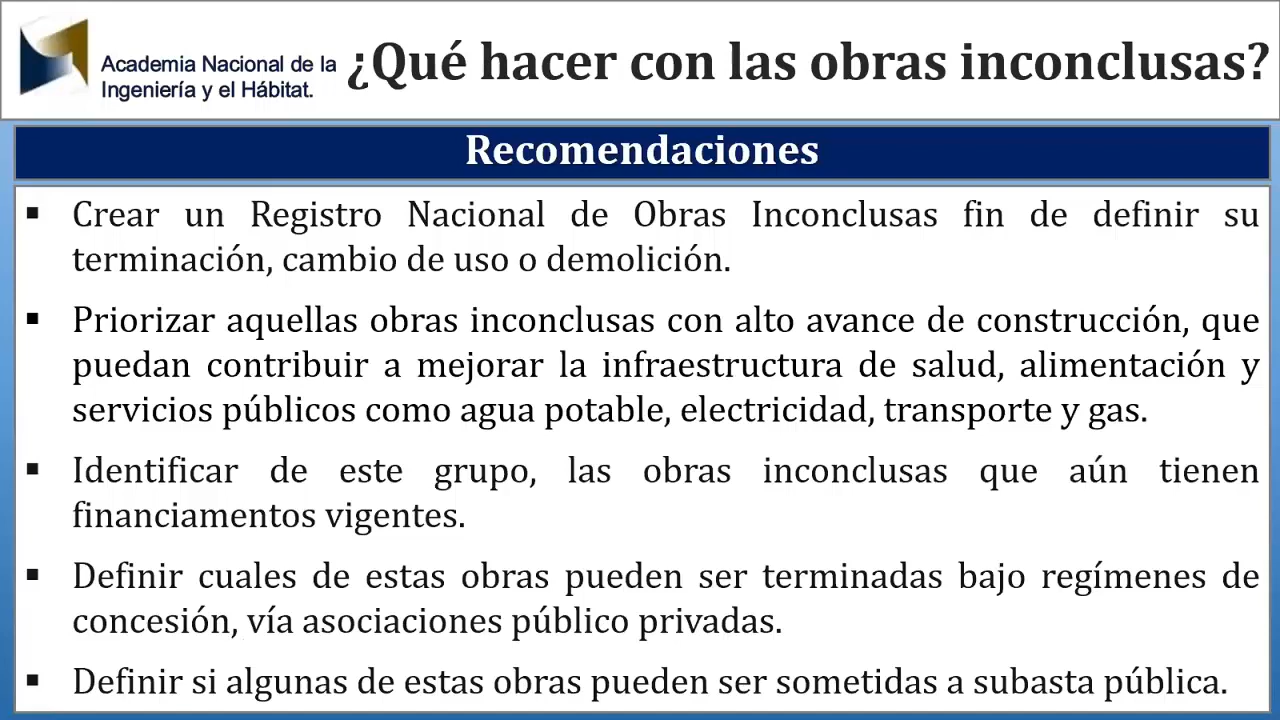 Academia Nacional de la
Ingeniería y el Hábitat.
¿Qué hacer con las obras inconclusas?
Recomendaciones
▪ Crear un Registro Nacional de Obras Inconclusas fin de definir su
terminación, cambio de uso o demolición.
▪ Priorizar aquellas obras inconclusas con alto avance de construcción, que
puedan contribuir a mejorar la infraestructura de salud, alimentación y
servicios públicos como agua potable, electricidad, transporte y gas.
▪ Identificar de este grupo, las obras inconclusas que aún tienen
financiamentos vigentes.
▪ Definir cuales de estas obras pueden ser terminadas bajo regímenes de
concesión, vía asociaciones público privadas.
▪ Definir si algunas de estas obras pueden ser sometidas a subasta pública.